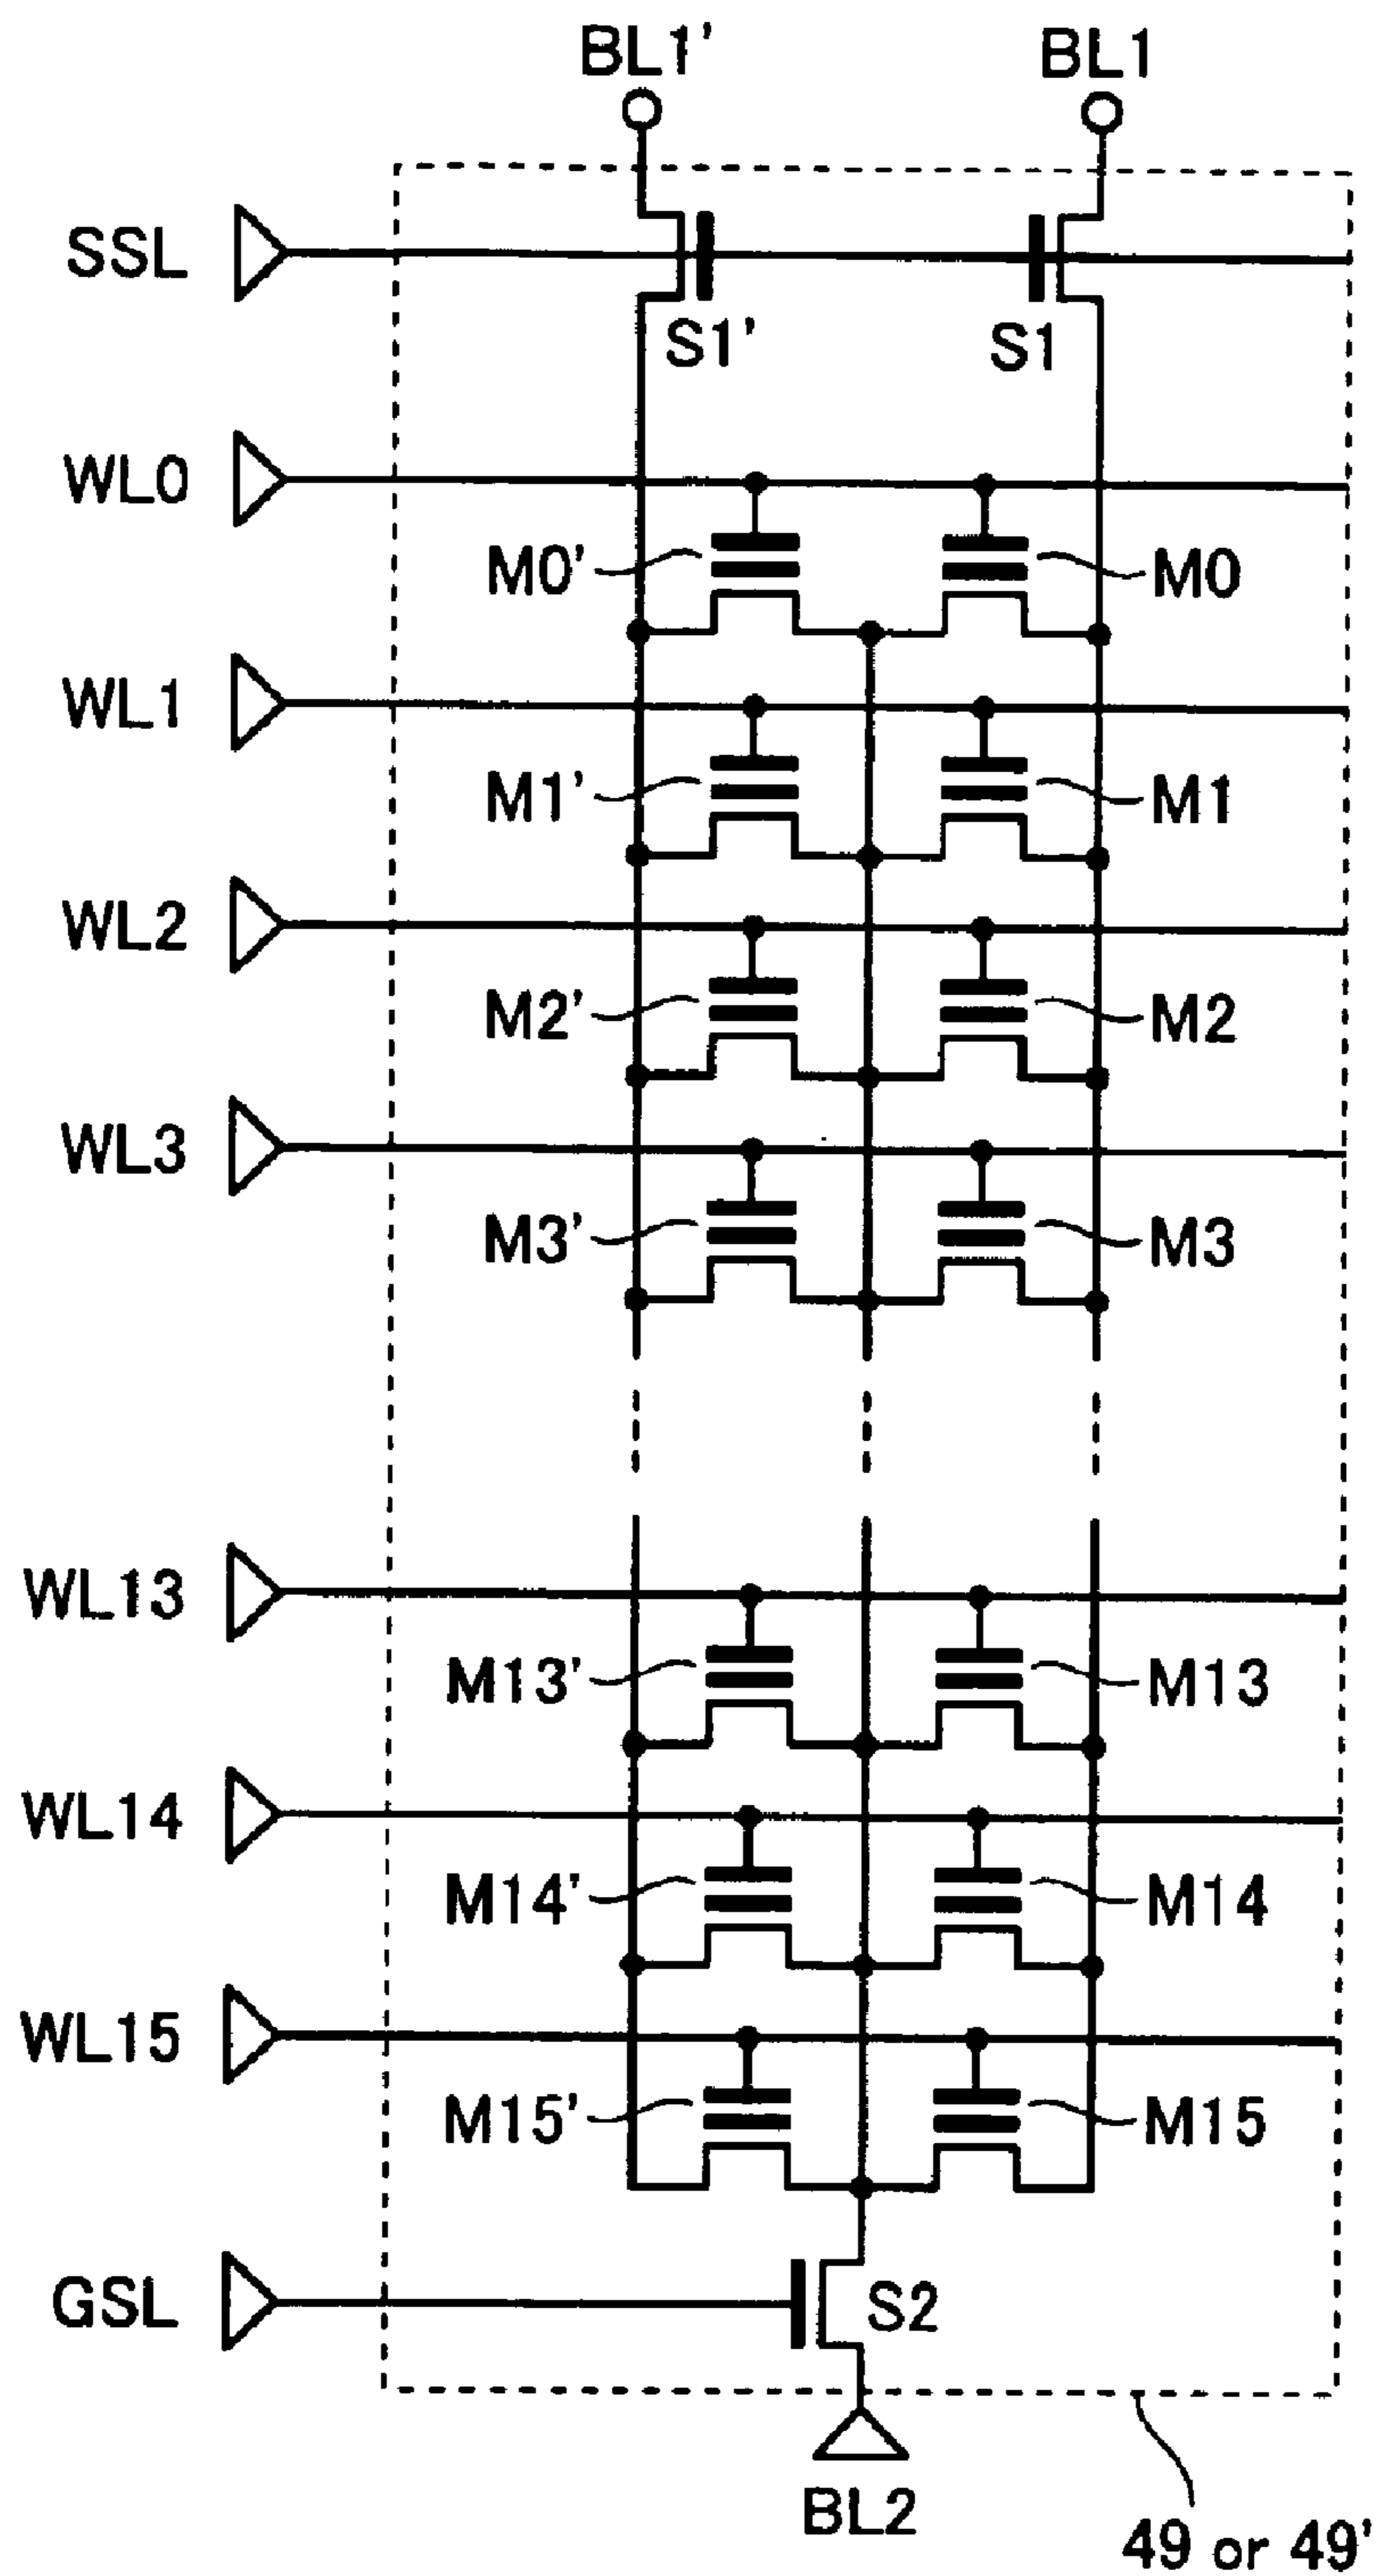 BL1' BL1
SSL
S1' S1
WL0
M0' M0
WL1
M1' M1
WL2
M2' M2
WL3
M3' M3
WL13
M13' M13
WL14
M14' M14
WL15
M15' M15
GSL S2
BL2
49 or 49'